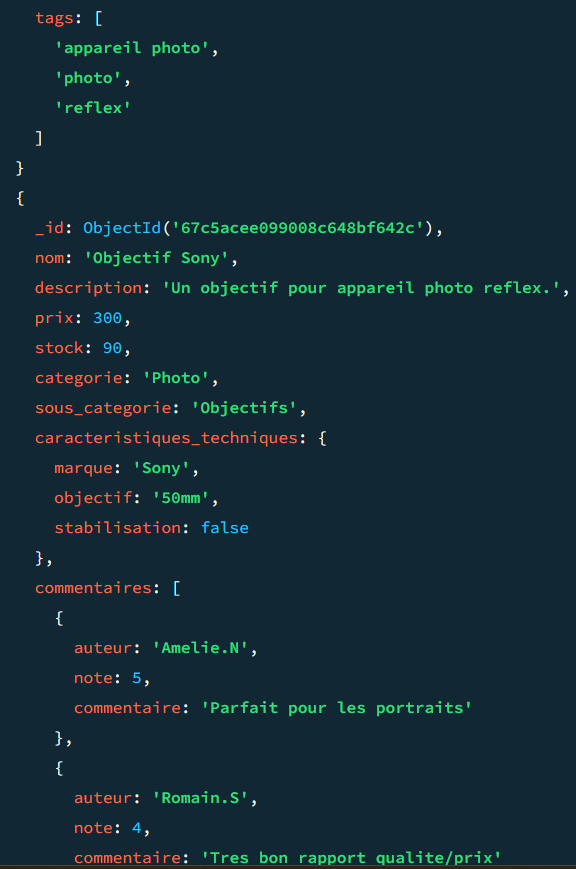 tags: [
'appareil photo',
'photo',
'reflex'
]
}
{
_id: ObjectId('67c5acee099008c648bf642c'),
nom: 'Objectif Sony',
description: 'Un objectif pour appareil photo reflex.',
prix: 300,
stock: 90,
categorie: 'Photo',
sous_categorie: 'Objectifs',
caracteristiques_techniques: {
marque: 'Sony',
objectif: '50mm',
stabilisation: false
},
commentaires: [
{
auteur: 'Amelie.N',
note: 5,
commentaire: 'Parfait pour les portraits'
},
{
auteur: 'Romain.S',
note: 4,
commentaire: 'Tres bon rapport qualite/prix'